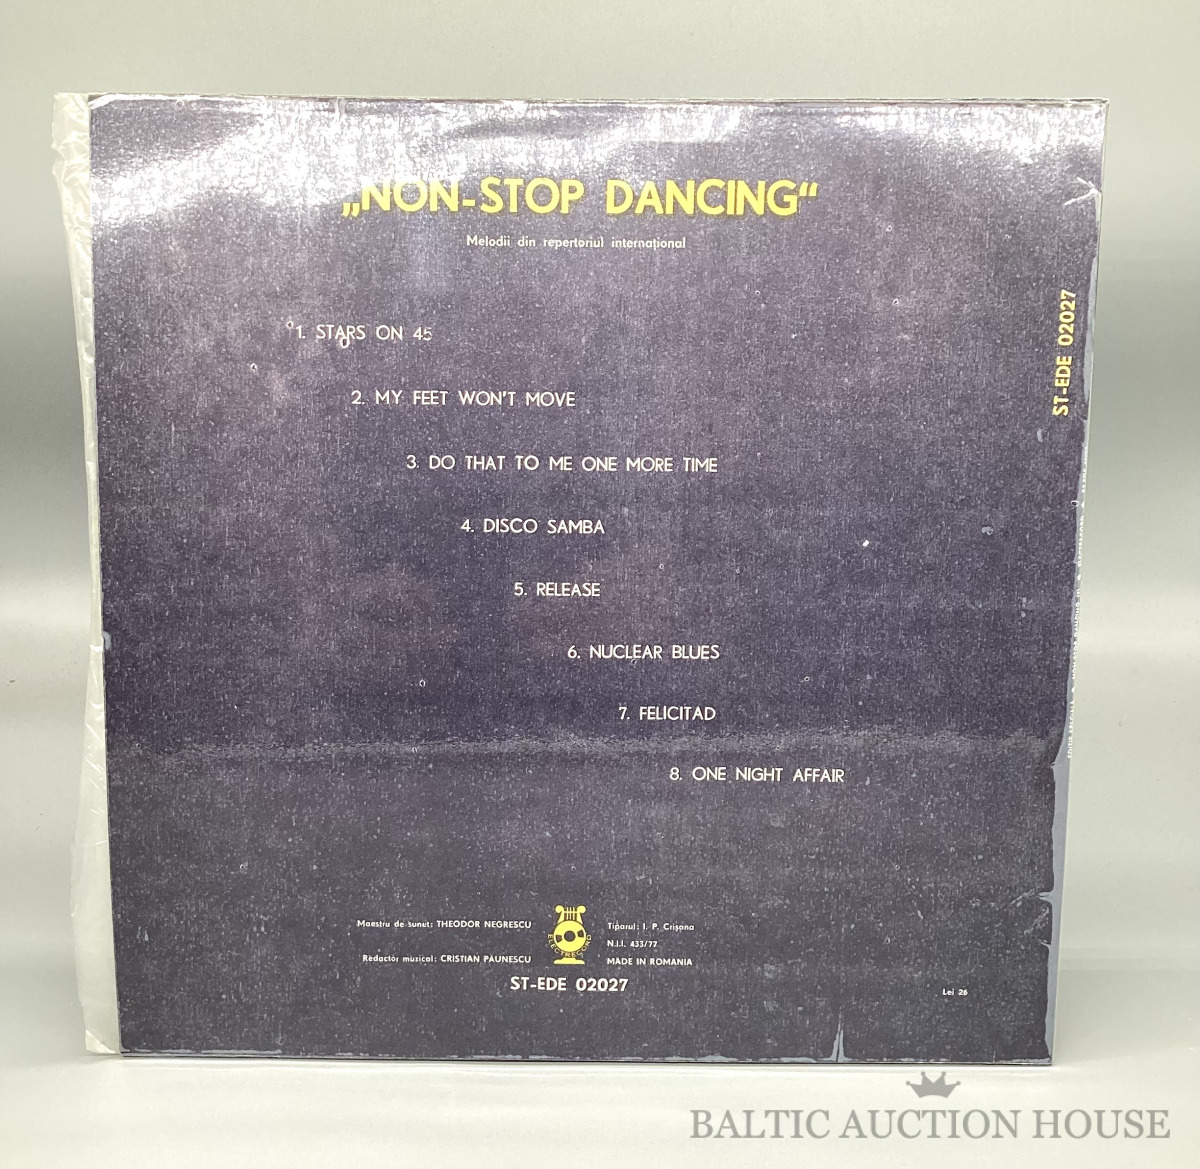 „NON-STOP DANCING“
Melodii din repertoriul internațional
1. STARS ON 45
2. MY FEET WON'T MOVE
3. DO THAT TO ME ONE MORE TIME
4. DISCO SAMBA
5. RELEASE
6. NUCLEAR BLUES
7. FELICITAD
8. ONE NIGHT AFFAIR
ST-EDE 02027
Maestru de sunet: THEODOR NEGRESCU
Redactor muzical: CRISTIAN PĂUNESCU
ELECTRECORD
Tiparul: I. P. Crișana
N.I.I. 433/77
MADE IN ROMANIA
ST-EDE 02027
Lei 26
BALTIC AUCTION HOUSE